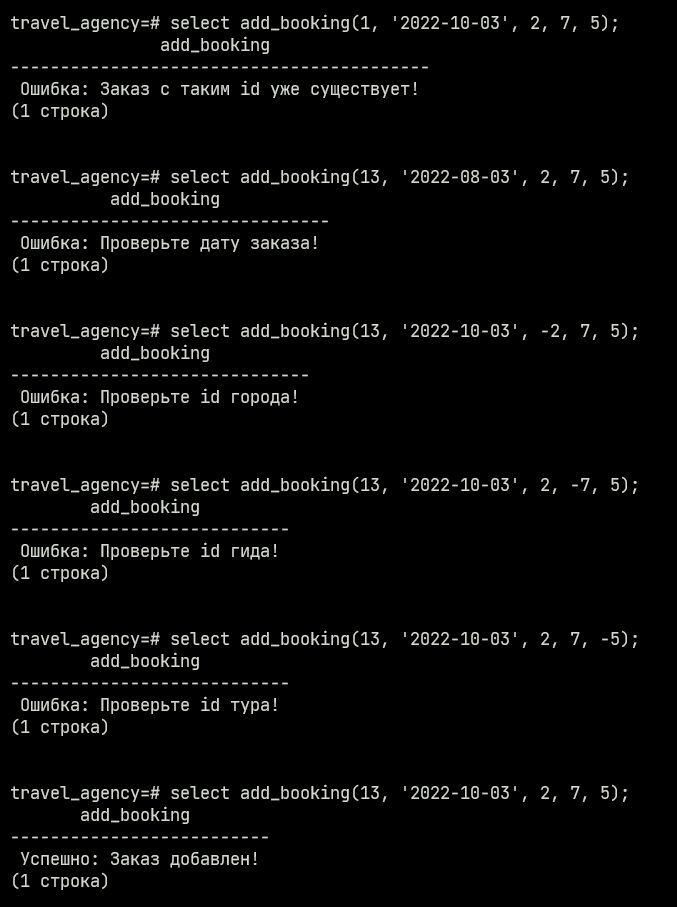 travel_agency=# select add_booking(1, '2022-10-03', 2, 7, 5);
               add_booking
------------------------------------------
 Ошибка: Заказ с таким id уже существует!
(1 строка)

travel_agency=# select add_booking(13, '2022-08-03', 2, 7, 5);
          add_booking
--------------------------------
 Ошибка: Проверьте дату заказа!
(1 строка)

travel_agency=# select add_booking(13, '2022-10-03', -2, 7, 5);
         add_booking
------------------------------
 Ошибка: Проверьте id города!
(1 строка)

travel_agency=# select add_booking(13, '2022-10-03', 2, -7, 5);
        add_booking
----------------------------
 Ошибка: Проверьте id гида!
(1 строка)

travel_agency=# select add_booking(13, '2022-10-03', 2, 7, -5);
        add_booking
----------------------------
 Ошибка: Проверьте id тура!
(1 строка)

travel_agency=# select add_booking(13, '2022-10-03', 2, 7, 5);
       add_booking
--------------------------
 Успешно: Заказ добавлен!
(1 строка)